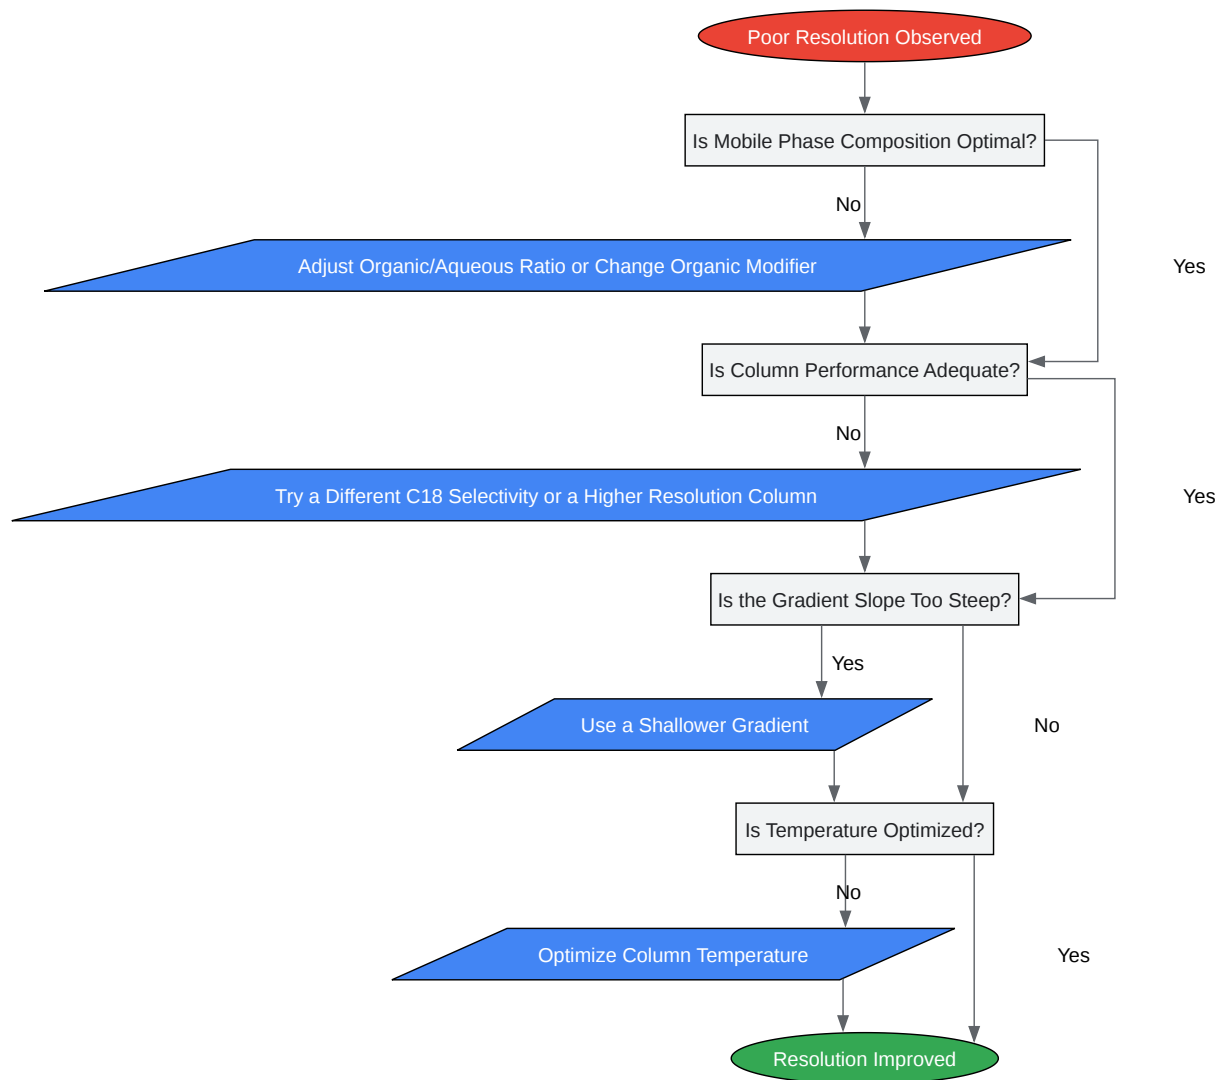 Poor Resolution Observed
Is Mobile Phase Composition Optimal?
No
Adjust Organic/Aqueous Ratio or Change Organic Modifier
Yes
Is Column Performance Adequate?
No
Try a Different C18 Selectivity or a Higher Resolution Column
Yes
Is the Gradient Slope Too Steep?
Yes
Use a Shallower Gradient
No
Is Temperature Optimized?
No
Optimize Column Temperature
Yes
Resolution Improved